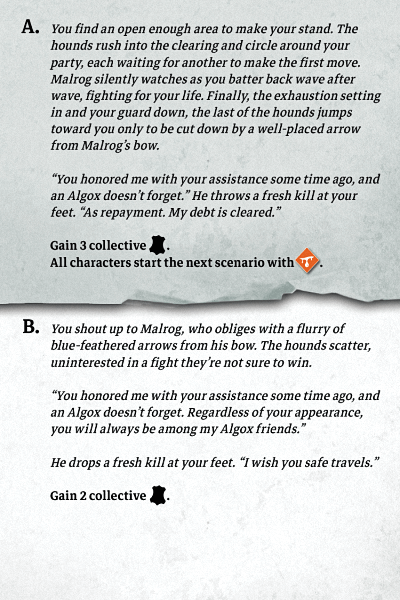 A. You find an open enough area to make your stand. The
hounds rush into the clearing and circle around your
party, each waiting for another to make the first move.
Malrog silently watches as you batter back wave after
wave, fighting for your life. Finally, the exhaustion setting
in and your guard down, the last of the hounds jumps
toward you only to be cut down by a well-placed arrow
from Malrog’s bow.
“You honored me with your assistance some time ago, and
an Algox doesn’t forget.” He throws a fresh kill at your
feet. “As repayment. My debt is cleared.”
Gain 3 collective .
All characters start the next scenario with .
B. You shout up to Malrog, who obliges with a flurry of
blue-feathered arrows from his bow. The hounds scatter,
uninterested in a fight they’re not sure to win.
“You honored me with your assistance some time ago, and
an Algox doesn’t forget. Regardless of your appearance,
you will always be among my Algox friends.”
He drops a fresh kill at your feet. “I wish you safe travels.”
Gain 2 collective .